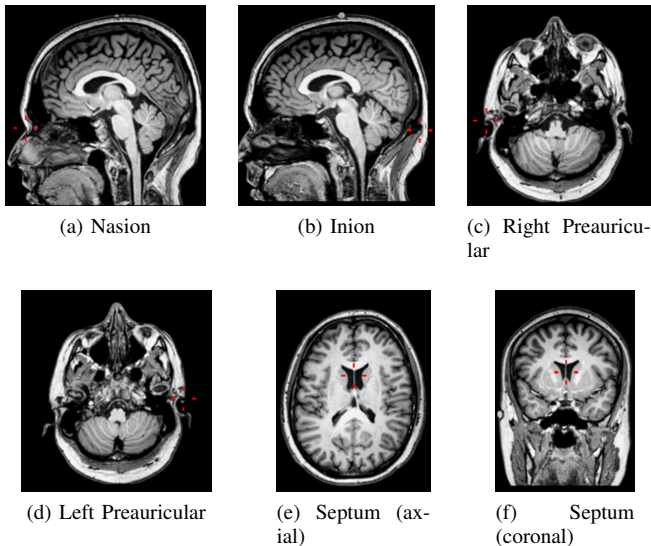 (a) Nasion
(b) Inion
(c) Right Preauricu-
lar
(d) Left Preauricular
(e) Septum (ax-
ial)
(f) Septum
(coronal)